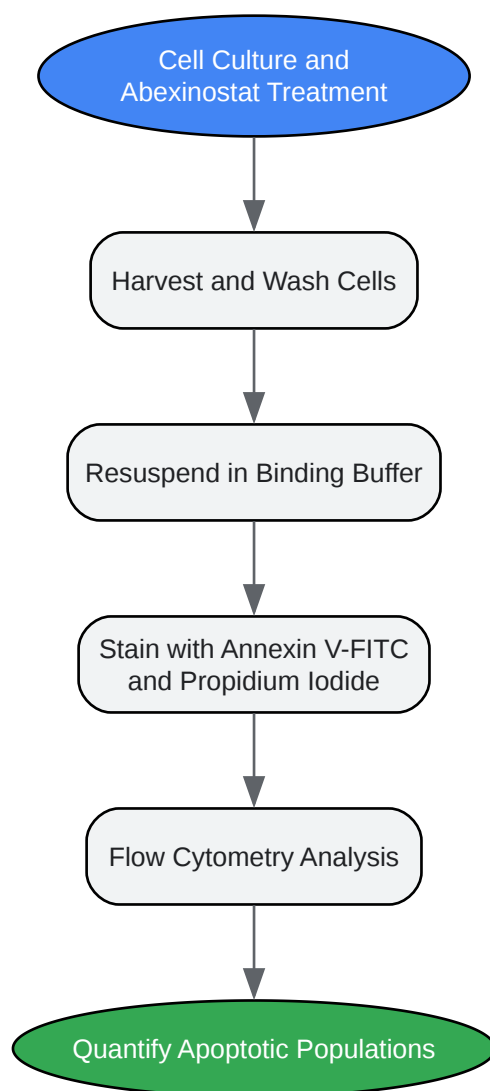 Cell Culture and
Abexinostat Treatment
Harvest and Wash Cells
Resuspend in Binding Buffer
Stain with Annexin V-FITC
and Propidium Iodide
Flow Cytometry Analysis
Quantify Apoptotic Populations